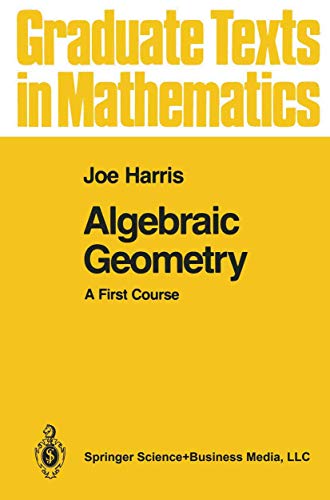 Graduate Texts
in Mathematics
Joe Harris
Algebraic
Geometry
A First Course
Springer Science+Business Media, LLC